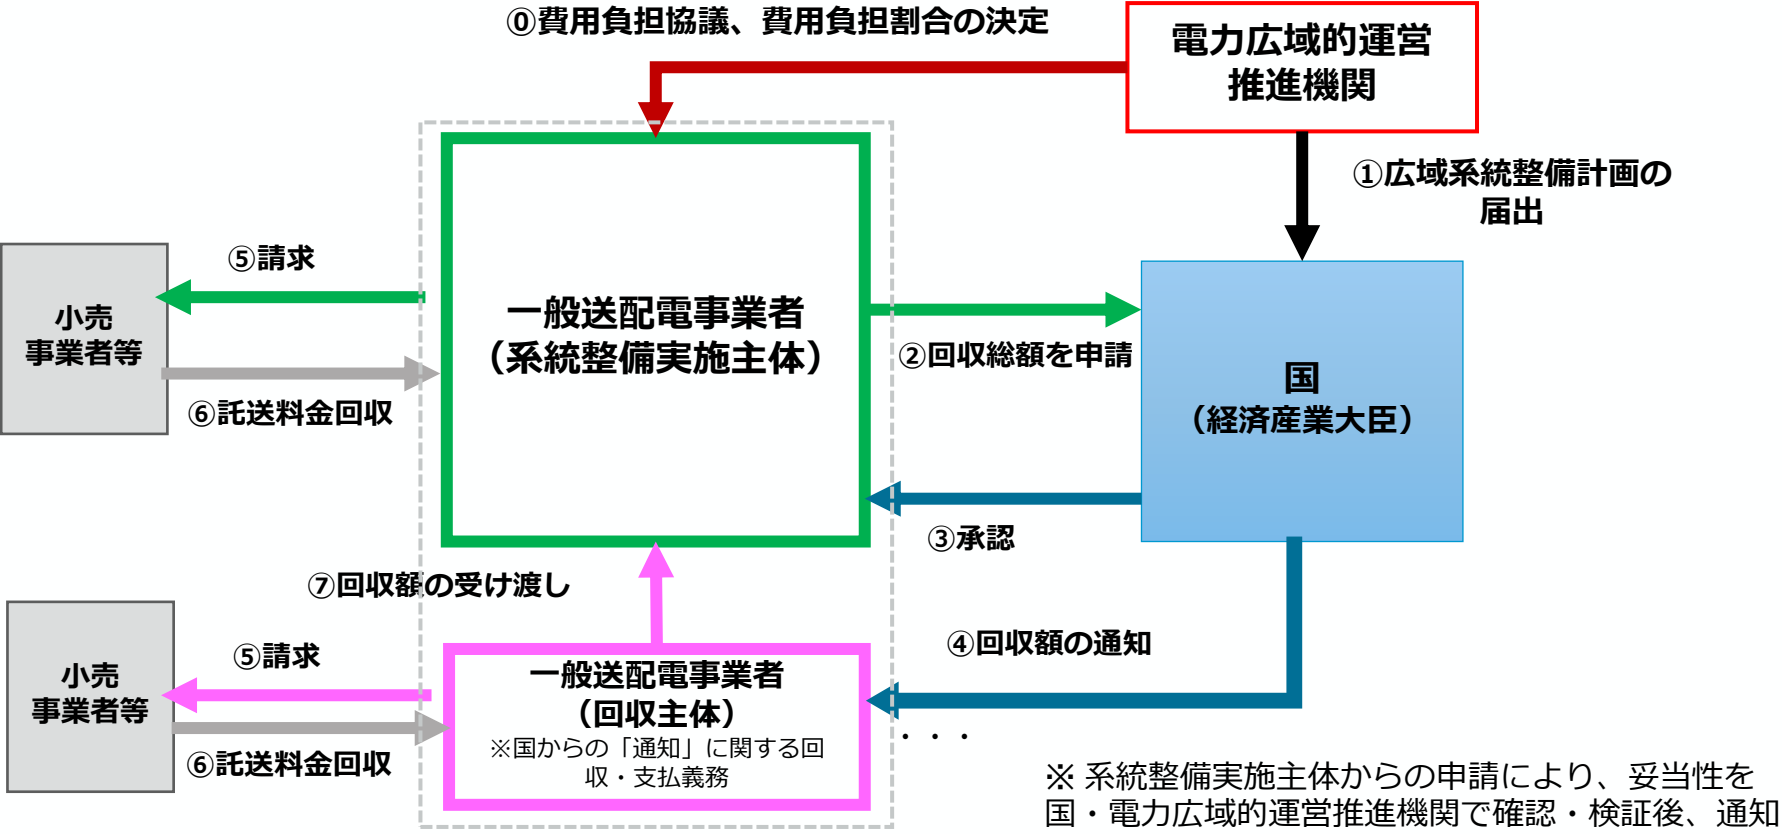 ⓪費用負担協議、費用負担割合の決定
電力広域的運営
推進機関
①広域系統整備計画の
届出
⑤請求
小売
事業者等
⑥託送料金回収
一般送配電事業者
（系統整備実施主体）
②回収総額を申請
国
（経済産業大臣）
③承認
⑦回収額の受け渡し
④回収額の通知
⑤請求
小売
事業者等
⑥託送料金回収
一般送配電事業者
（回収主体）
※国からの「通知」に関する回
収・支払義務
・・・
※ 系統整備実施主体からの申請により、妥当性を
国・電力広域的運営推進機関で確認・検証後、通知